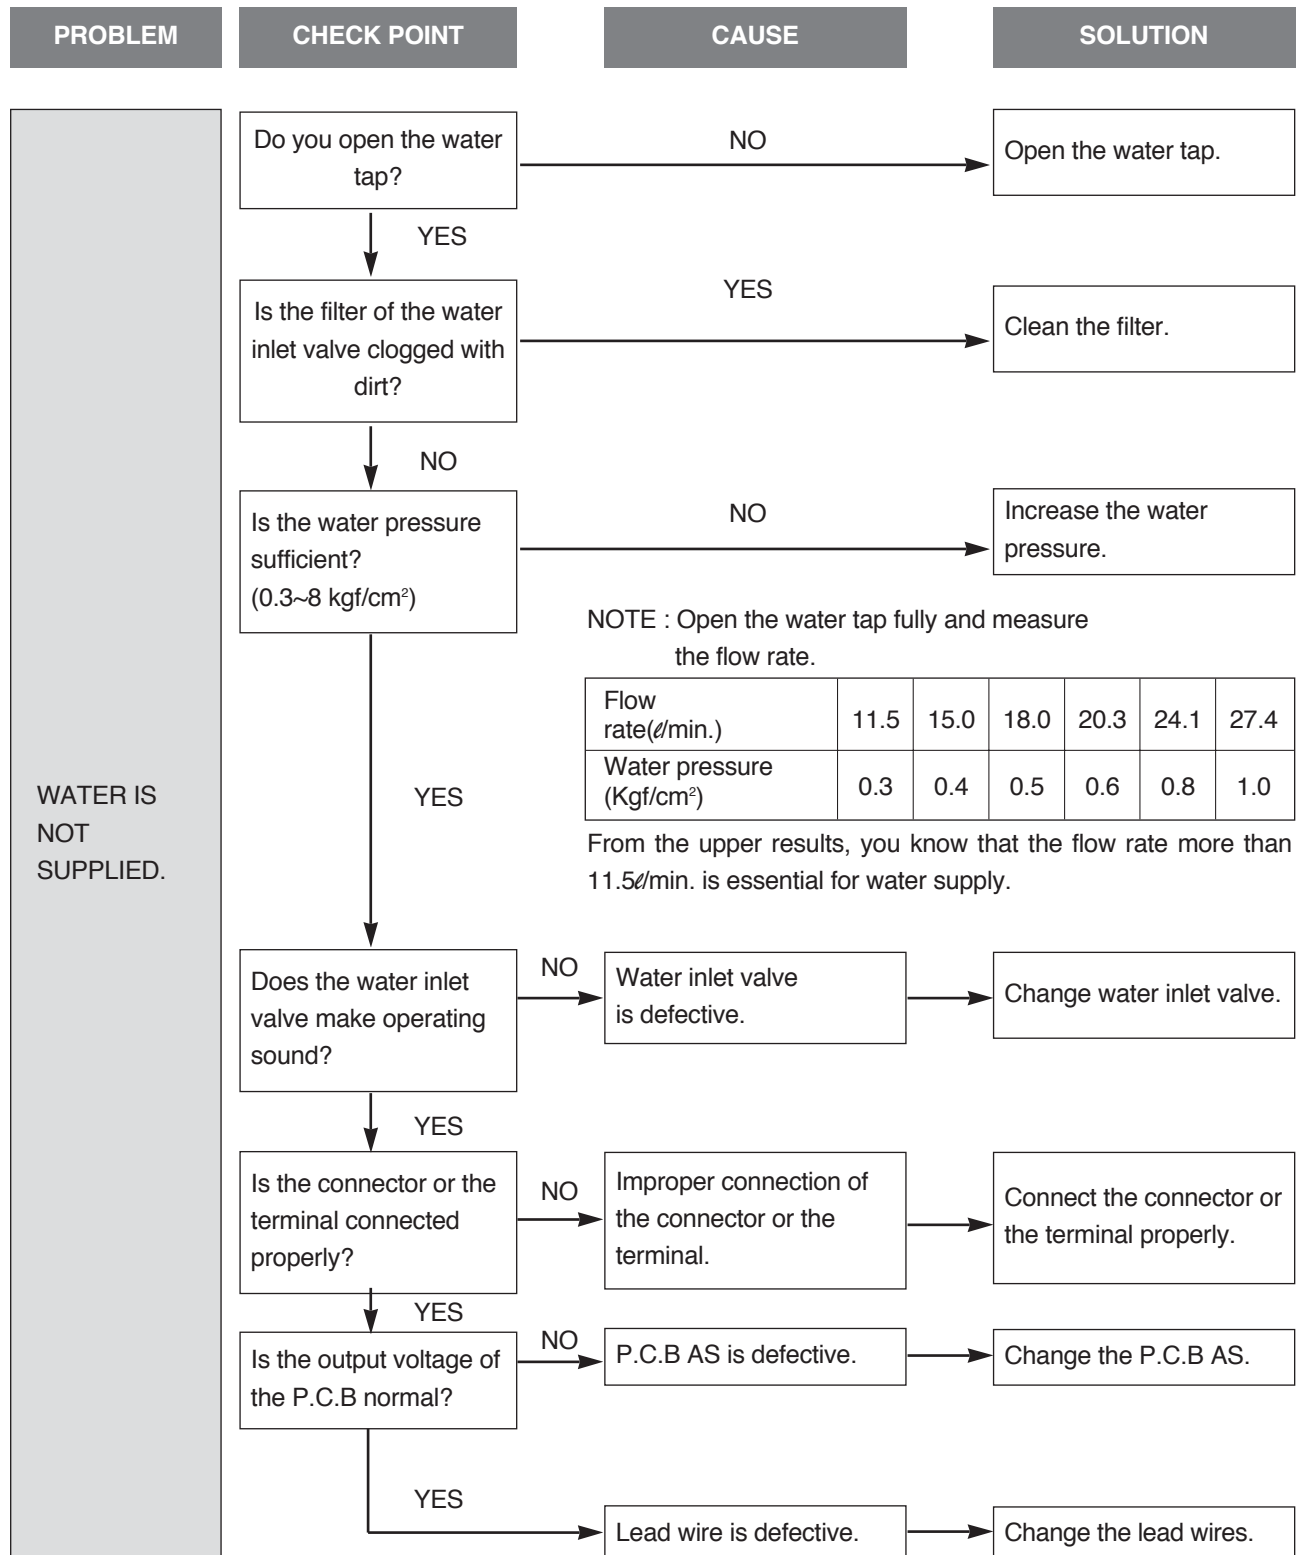 PROBLEM
CHECK POINT
CAUSE
SOLUTION
Do you open the water
tap?
NO
Open the water tap.
YES
Is the filter of the water
inlet valve clogged with
dirt?
YES
Clean the filter.
NO
Is the water pressure
sufficient?
(0.3~8 kgf/cm²)
NO
Increase the water
pressure.
NOTE : Open the water tap fully and measure
the flow rate.
Flow
rate(ℓ/min.)
11.5
15.0
18.0
20.3
24.1
27.4
Water pressure
(Kgf/cm²)
0.3
0.4
0.5
0.6
0.8
1.0
From the upper results, you know that the flow rate more than
11.5ℓ/min. is essential for water supply.
WATER IS
NOT
SUPPLIED.
YES
Does the water inlet
valve make operating
sound?
NO
Water inlet valve
is defective.
Change water inlet valve.
YES
Is the connector or the
terminal connected
properly?
NO
Improper connection of
the connector or the
terminal.
Connect the connector or
the terminal properly.
YES
Is the output voltage of
the P.C.B normal?
NO
P.C.B AS is defective.
Change the P.C.B AS.
YES
Lead wire is defective.
Change the lead wires.